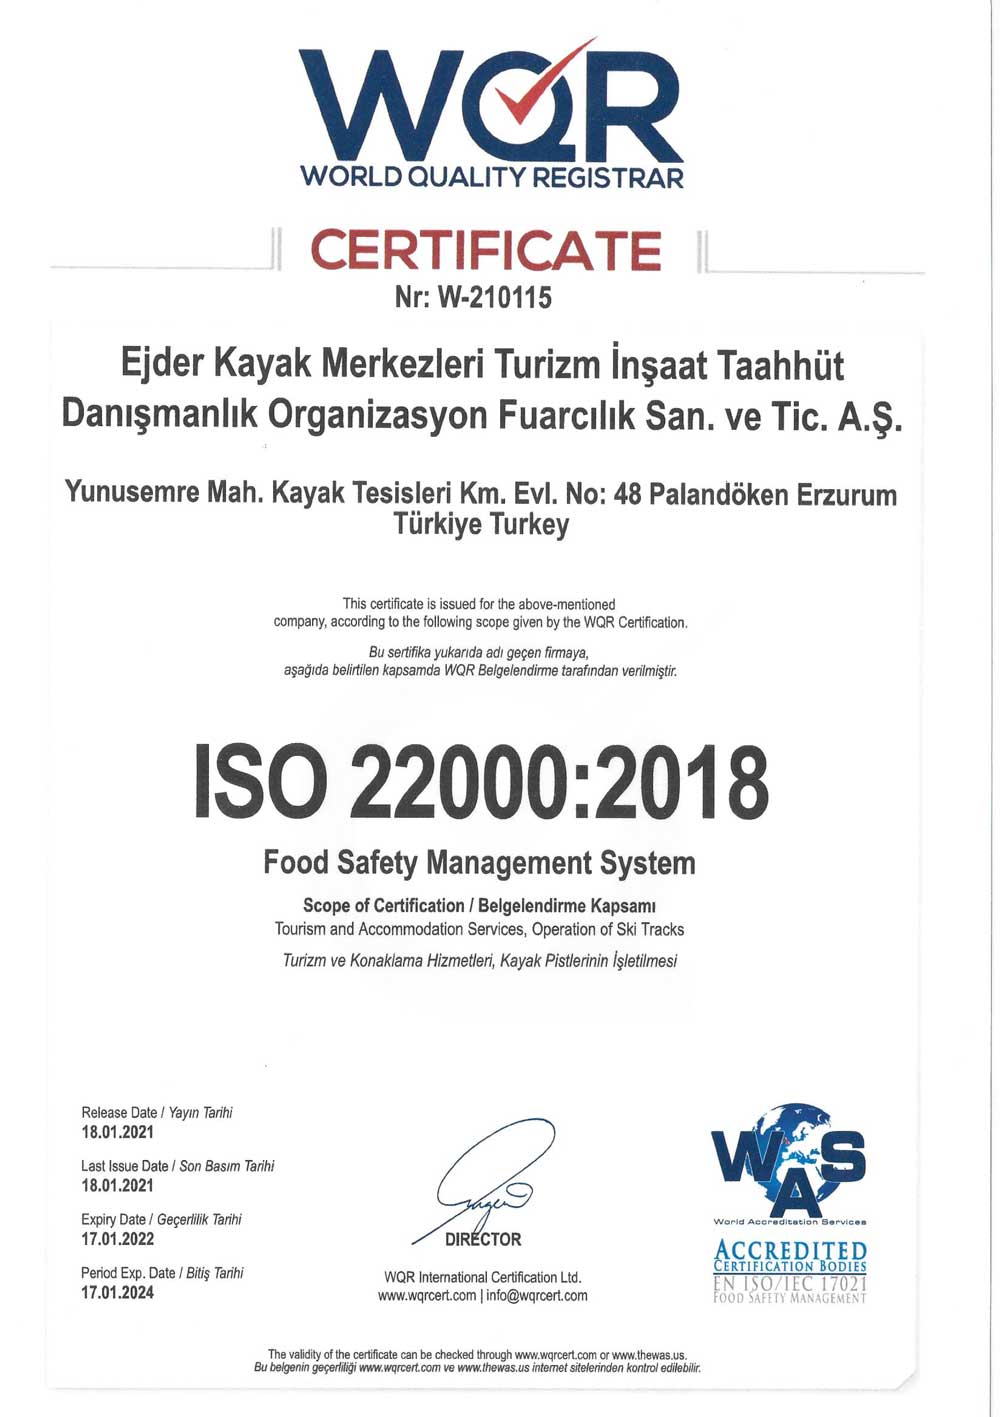 WQR
WORLD QUALITY REGISTRAR
CERTIFICATE
Nr: W-210115
Ejder Kayak Merkezleri Turizm İnşaat Taahhüt
Danışmanlık Organizasyon Fuarcılık San. ve Tic. A.Ş.
Yunusemre Mah. Kayak Tesisleri Km. Evl. No: 48 Palandöken Erzurum
Türkiye Turkey
This certificate is issued for the above-mentioned
company, according to the following scope given by the WQR Certification.
Bu sertifika yukarıda adı geçen firmaya,
aşağıda belirtilen kapsamda WQR Belgelendirme tarafından verilmiştir.
ISO 22000:2018
Food Safety Management System
Scope of Certification / Belgelendirme Kapsamı
Tourism and Accommodation Services, Operation of Ski Tracks
Turizm ve Konaklama Hizmetleri, Kayak Pistlerinin İşletilmesi
Release Date / Yayın Tarihi
18.01.2021
Last Issue Date / Son Basım Tarihi
18.01.2021
Expiry Date / Geçerlilik Tarihi
17.01.2022
Period Exp. Date / Bitiş Tarihi
17.01.2024
DIRECTOR
WQR International Certification Ltd.
www.wqrcert.com | info@wqrcert.com
WAS
World Accreditation Services
ACCREDITED
CERTIFICATION BODIES
EN ISO/IEC 17021
FOOD SAFETY MANAGEMENT
The validity of the certificate can be checked through www.wqrcert.com or www.thewas.us.
Bu belgenin geçerliliği www.wqrcert.com ve www.thewas.us internet sitelerinden kontrol edilebilir.